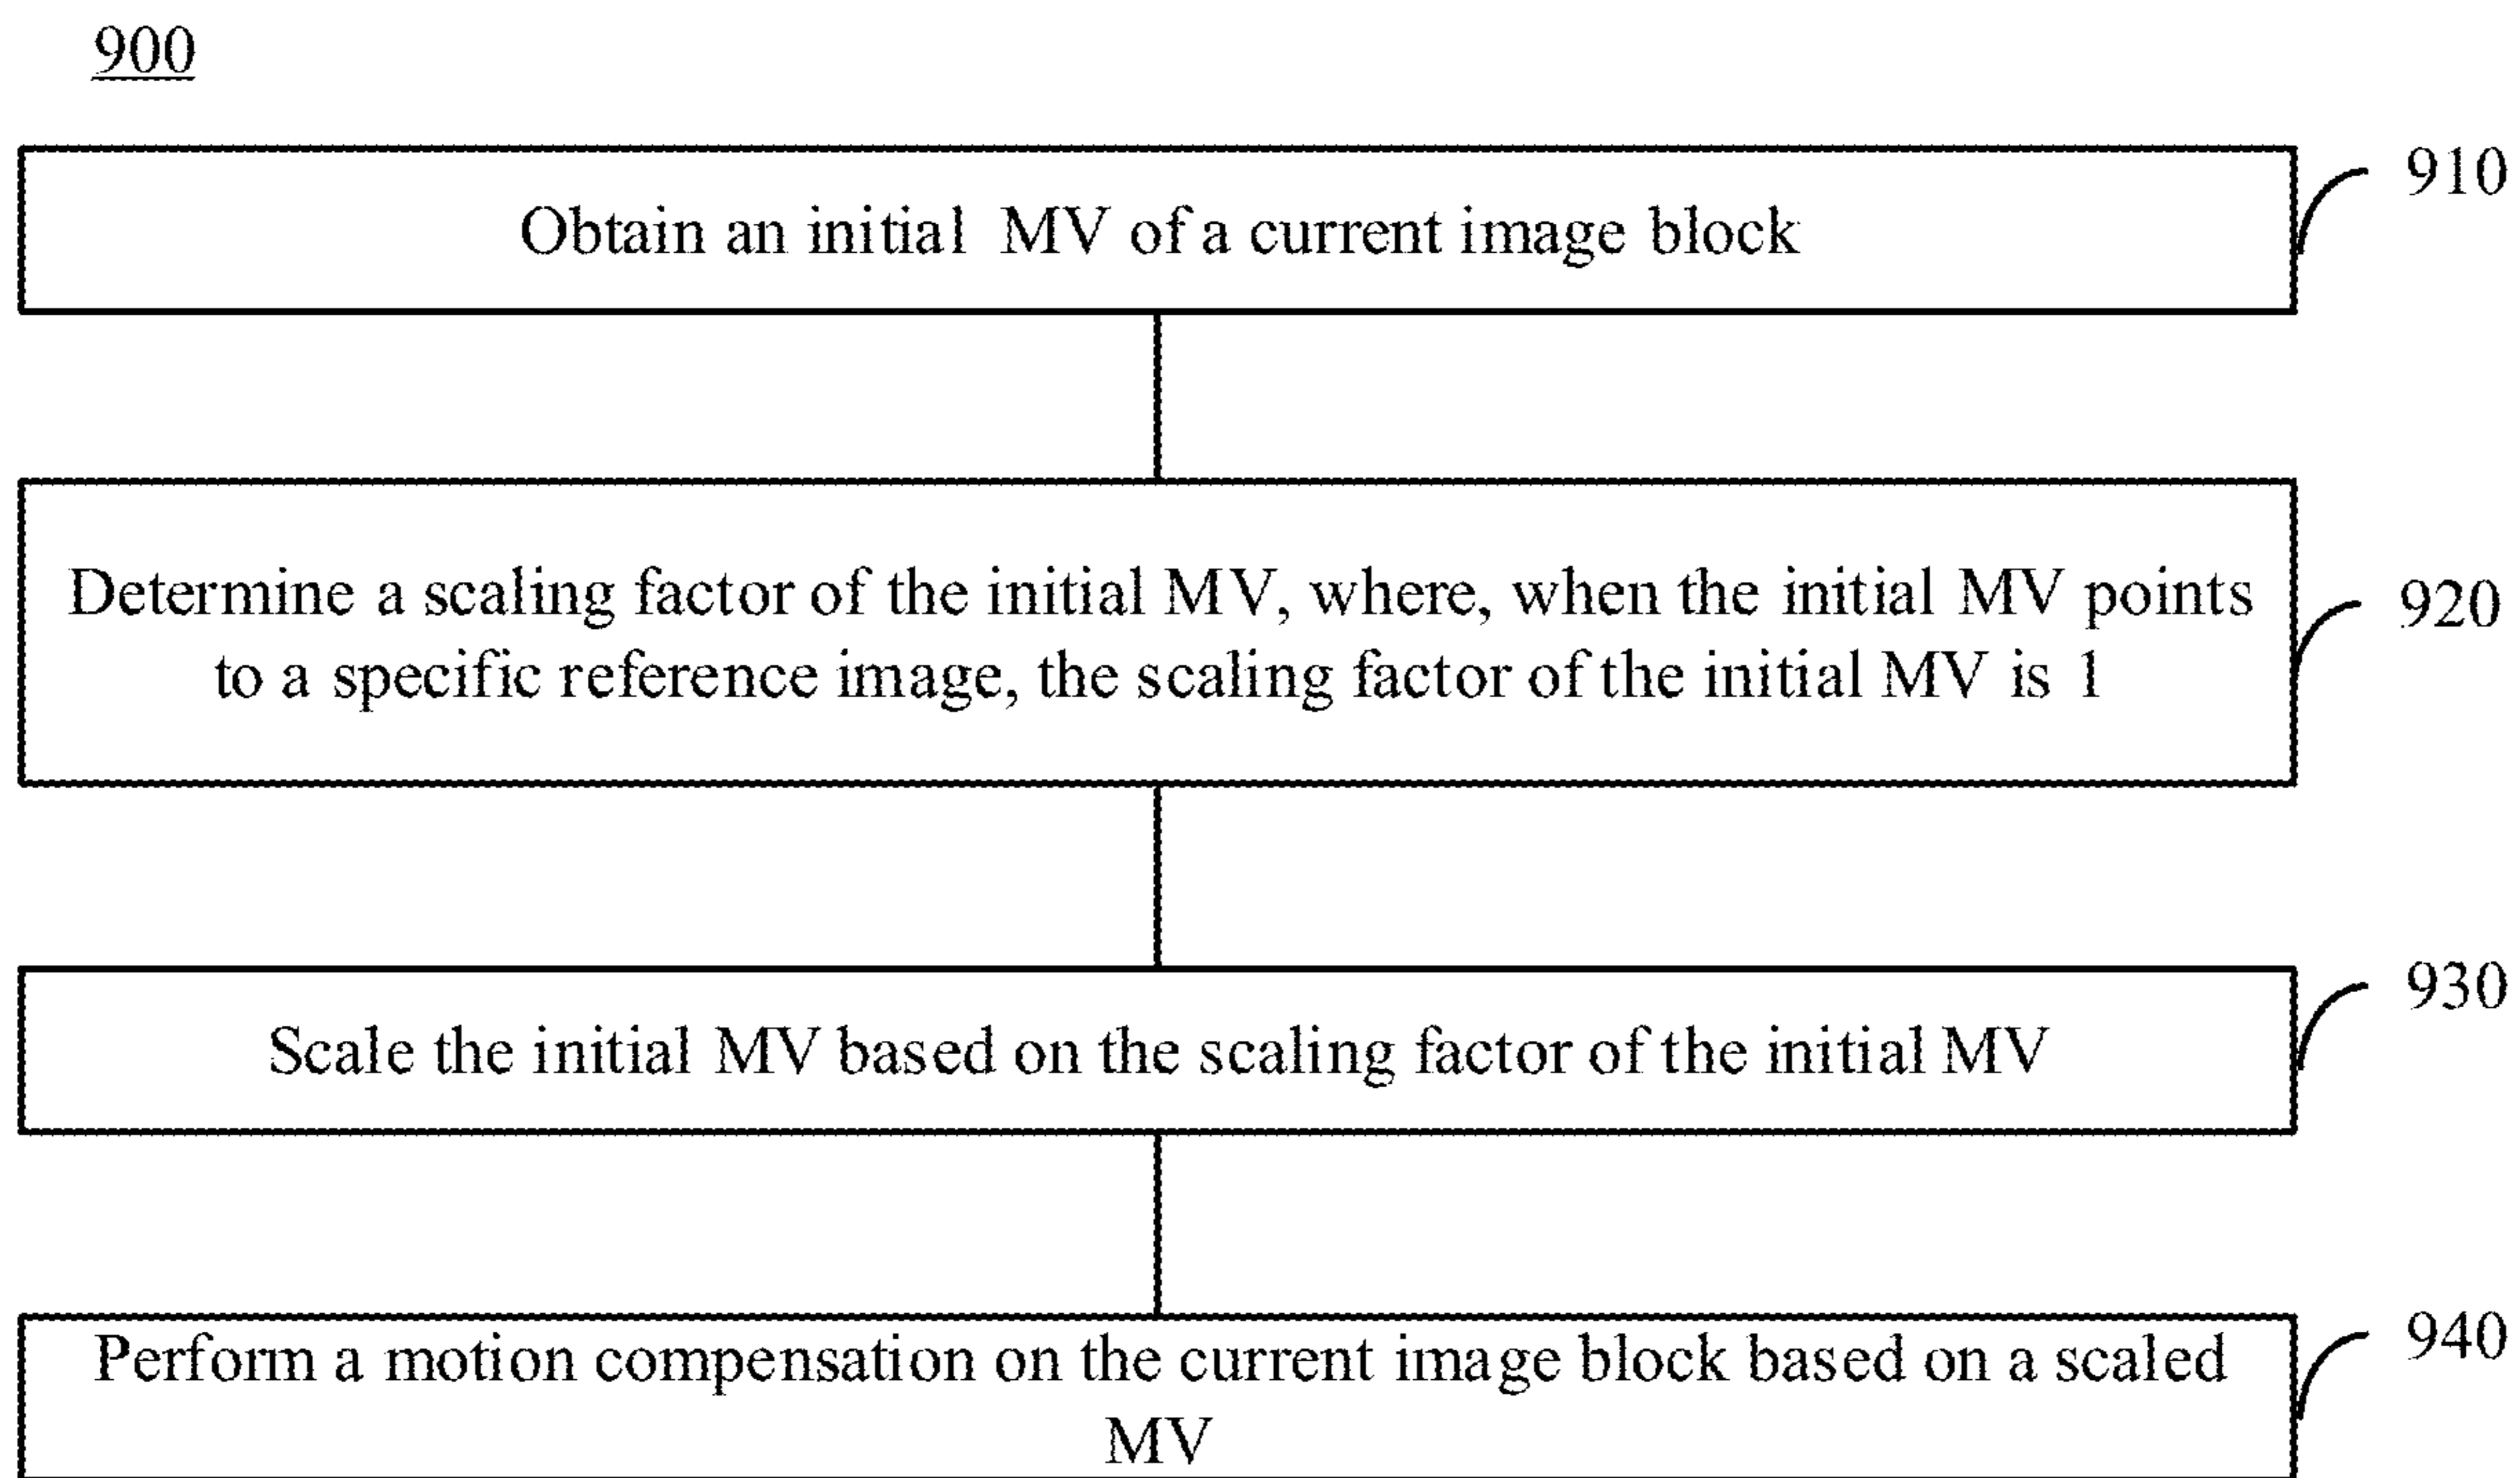 900
910
Obtain an initial MV of a current image block
Determine a scaling factor of the initial MV, where, when the initial MV points
920
to a specific reference image, the scaling factor of the initial MV is 1
930
Scale the initial MV based on the scaling factor of the initial MV
940
Perform a motion compensation on the current image block based on a scaled
MV